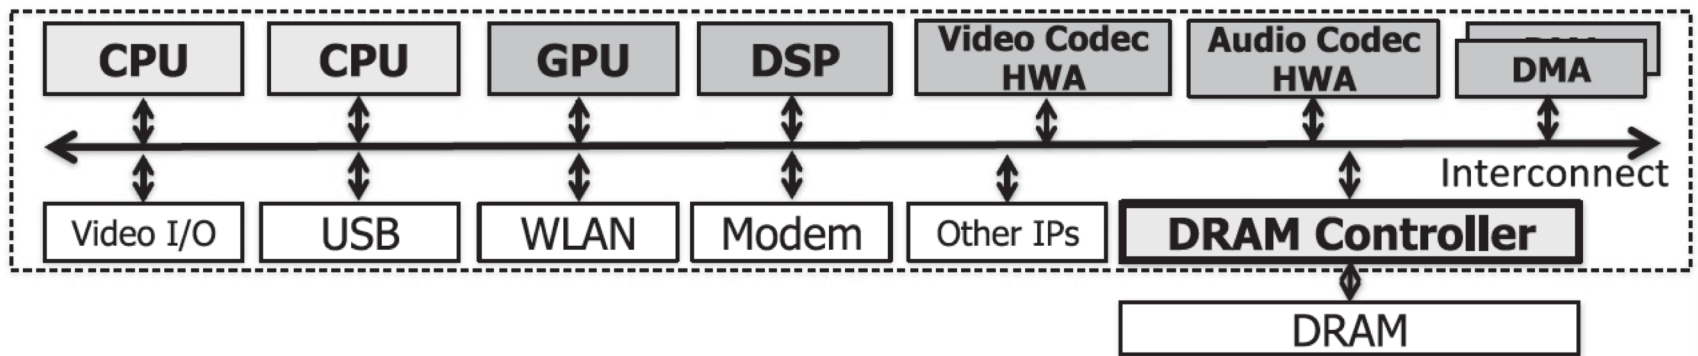 CPU
CPU
GPU
DSP
Video Codec
HWA
Audio Codec
HWA
DMA
Interconnect
Video I/O
USB
WLAN
Modem
Other IPs
DRAM Controller
DRAM